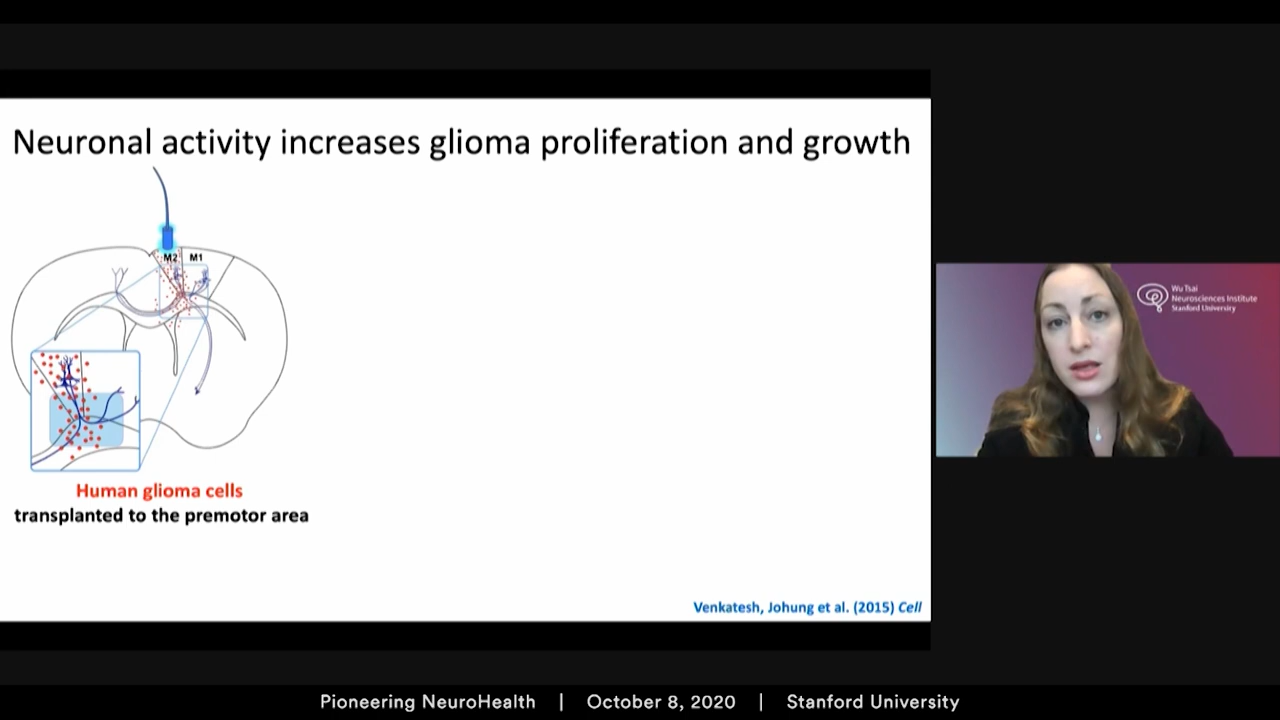 Neuronal activity increases glioma proliferation and growth
M2 M1
Wu Tsai
Neurosciences Institute
Stanford University
Human glioma cells
transplanted to the premotor area
Venkatesh, Johung et al. (2015) Cell
Pioneering NeuroHealth | October 8, 2020 | Stanford University